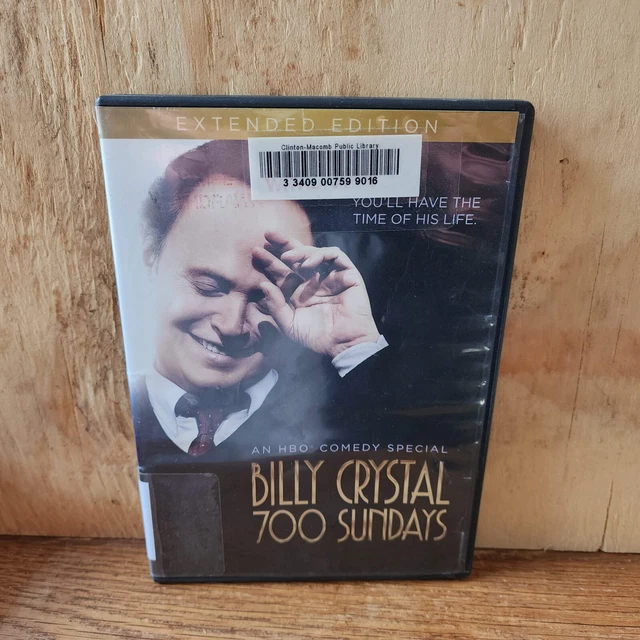 EXTENDED EDITION
Clinton-Macomb Public Library
3 3409 00759 9016
YOU'LL HAVE THE
TIME OF HIS LIFE.
AN HBO® COMEDY SPECIAL
BILLY CRYSTAL
700 SUNDAYS